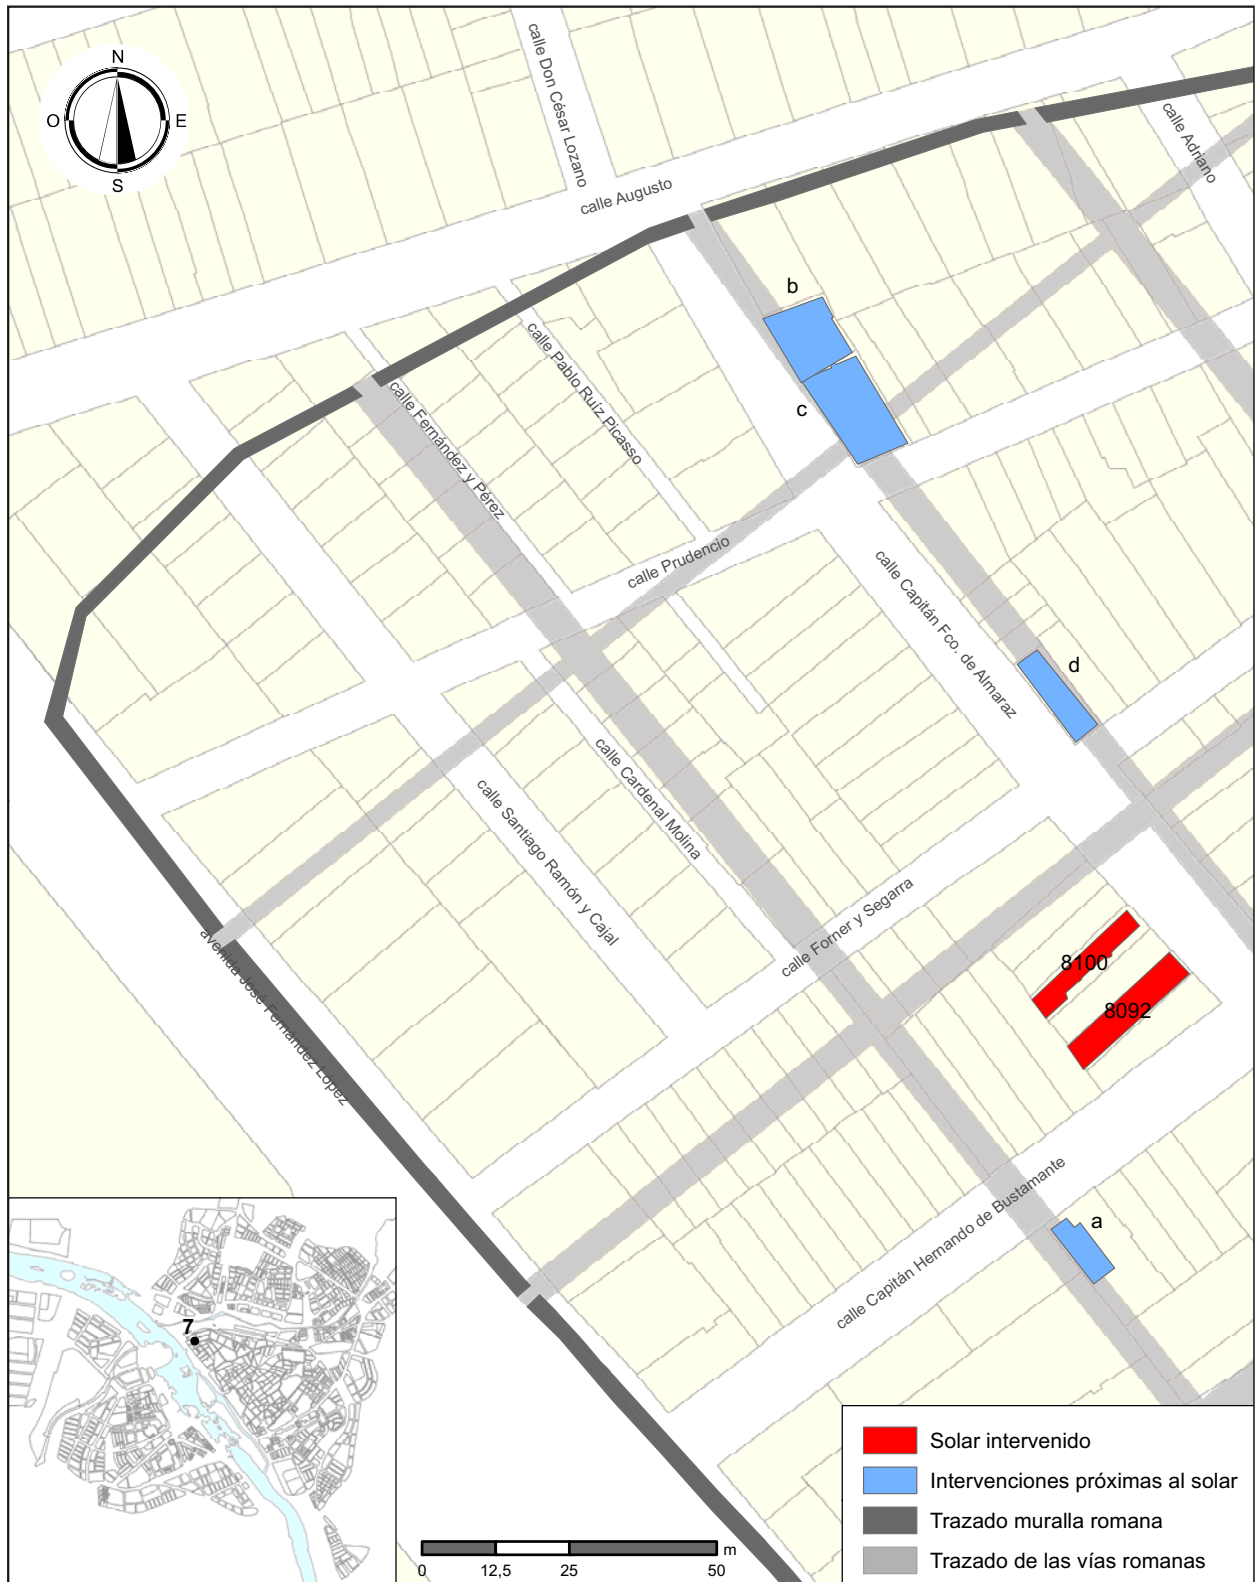 N
O
E
S
calle Don César Lozano
calle Augusto
calle Adriano
b
calle Pablo Ruíz Picasso
calle Fernández y Pérez
c
calle Prudencio
calle Capitán Fco. de Almaraz
d
calle Cardenal Molina
calle Santiago Ramón y Cajal
calle Forner y Segarra
avenida José Fernández López
8100
8092
calle Capitán Hernando de Bustamante
a
7
Solar intervenido
Intervenciones próximas al solar
Trazado muralla romana
Trazado de las vías romanas
m
0
12,5
25
50